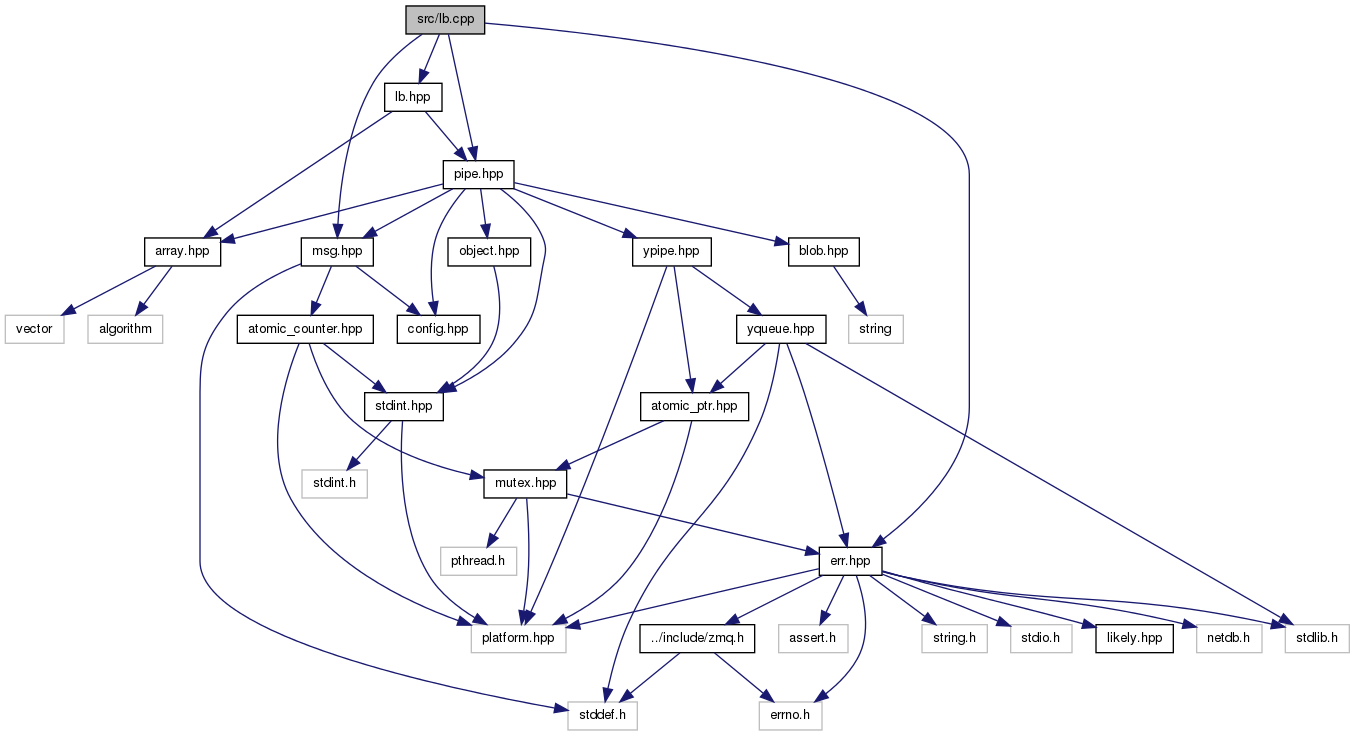 src/lb.cpp
lb.hpp
pipe.hpp
array.hpp
msg.hpp
object.hpp
ypipe.hpp
blob.hpp
vector
algorithm
atomic_counter.hpp
config.hpp
yqueue.hpp
string
stdint.hpp
atomic_ptr.hpp
stdint.h
mutex.hpp
pthread.h
err.hpp
platform.hpp
../include/zmq.h
assert.h
string.h
stdio.h
likely.hpp
netdb.h
stdlib.h
stddef.h
errno.h